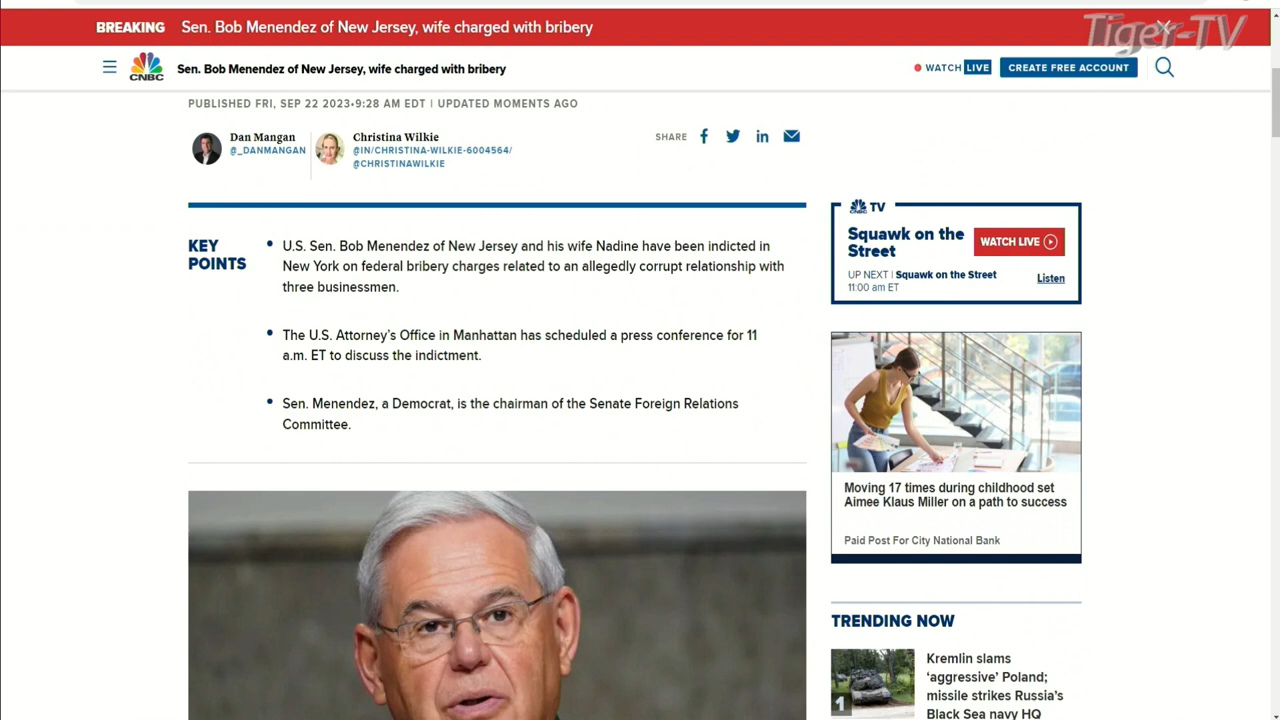 BREAKING Sen. Bob Menendez of New Jersey, wife charged with bribery
Tiger-TV
CNBC
Sen. Bob Menendez of New Jersey, wife charged with bribery
WATCH LIVE
CREATE FREE ACCOUNT
PUBLISHED FRI, SEP 22 2023•9:28 AM EDT | UPDATED MOMENTS AGO
Dan Mangan
@_DANMANGAN
Christina Wilkie
@IN/CHRISTINA-WILKIE-6004564/
@CHRISTINAWILKIE
SHARE
KEY
POINTS
• U.S. Sen. Bob Menendez of New Jersey and his wife Nadine have been indicted in
New York on federal bribery charges related to an allegedly corrupt relationship with
three businessmen.
• The U.S. Attorney’s Office in Manhattan has scheduled a press conference for 11
a.m. ET to discuss the indictment.
• Sen. Menendez, a Democrat, is the chairman of the Senate Foreign Relations
Committee.
CNBC TV
Squawk on the
Street
WATCH LIVE
UP NEXT | Squawk on the Street
11:00 am ET
Listen
Moving 17 times during childhood set
Aimee Klaus Miller on a path to success
Paid Post For City National Bank
TRENDING NOW
1
Kremlin slams
‘aggressive’ Poland;
missile strikes Russia’s
Black Sea navy HQ